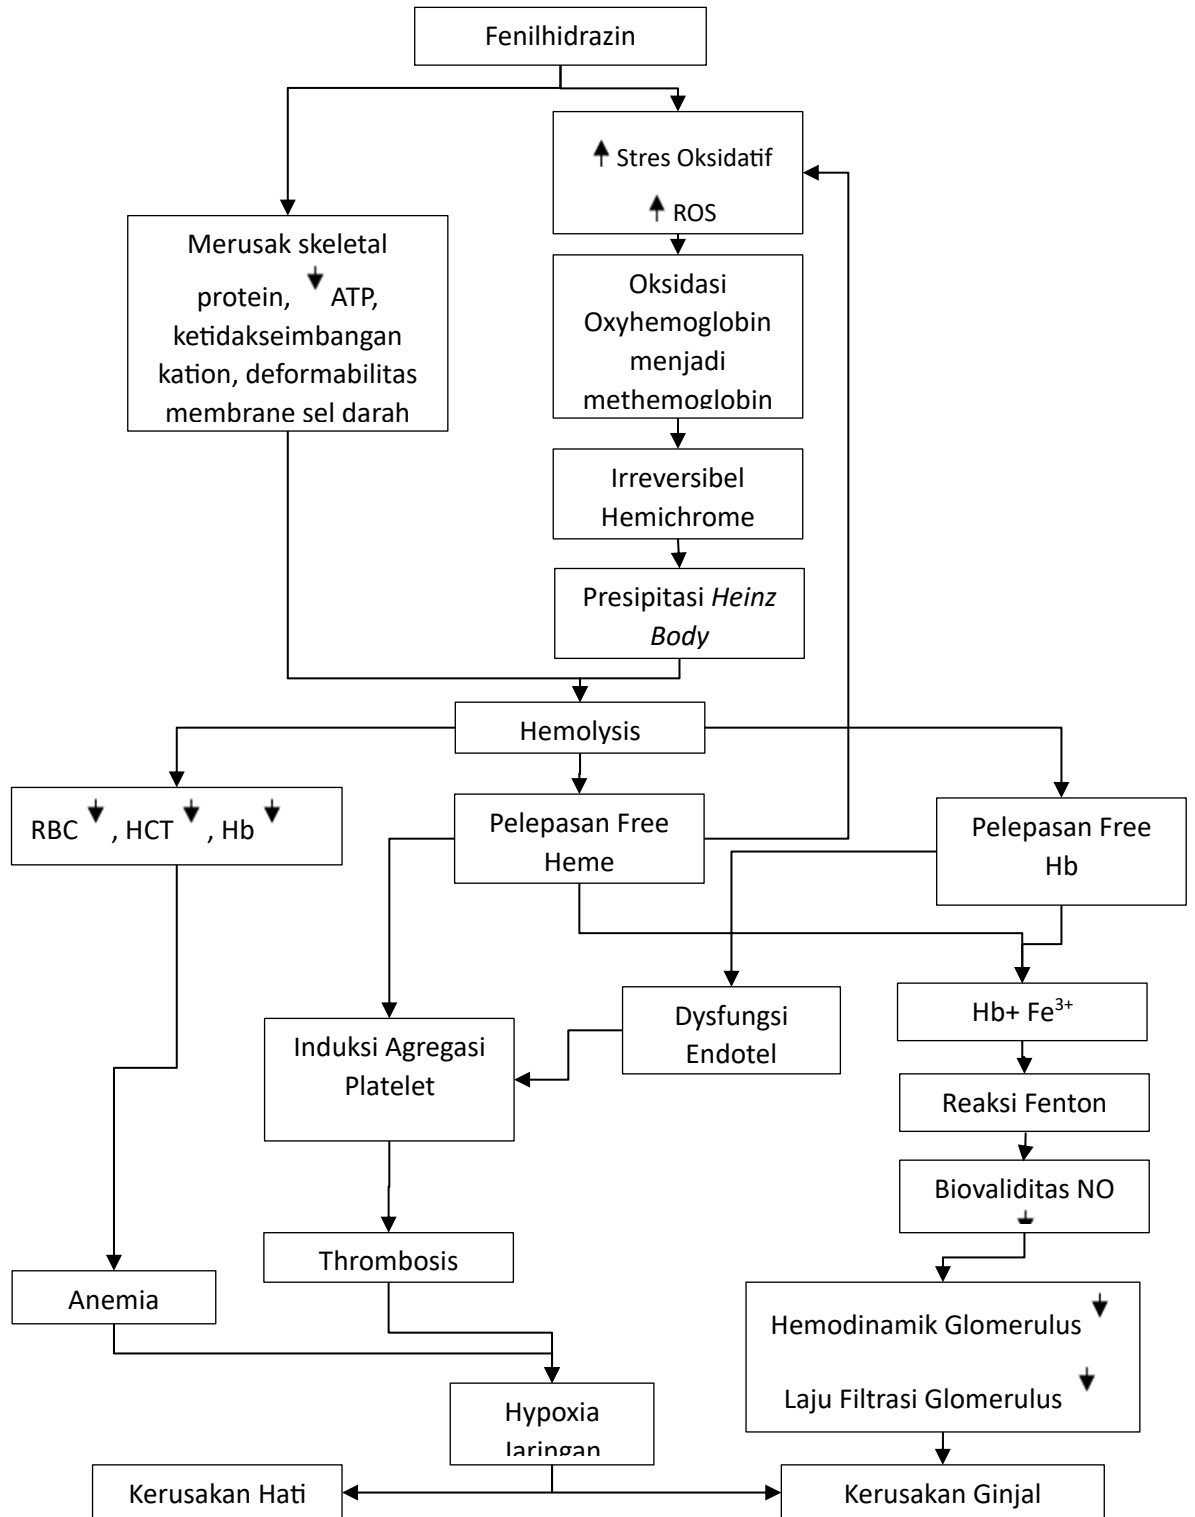 Fenilhidrazin
Stres Oksidatif
ROS
Merusak skeletal
protein, ATP,
ketidakseimbangan
kation, deformabilitas
membrane sel darah
Oksidasi
Oxyhemoglobin
menjadi
methemoglobin
Irreversibel
Hemichrome
Presipitasi Heinz
Body
Hemolysis
RBC , HCT , Hb
Pelepasan Free
Heme
Pelepasan Free
Hb
Dysfungsi
Endotel
Hb+ Fe³⁺
Induksi Agregasi
Platelet
Reaksi Fenton
Biovaliditas NO
Thrombosis
Anemia
Hemodinamik Glomerulus
Laju Filtrasi Glomerulus
Hypoxia
Jaringan
Kerusakan Hati
Kerusakan Ginjal